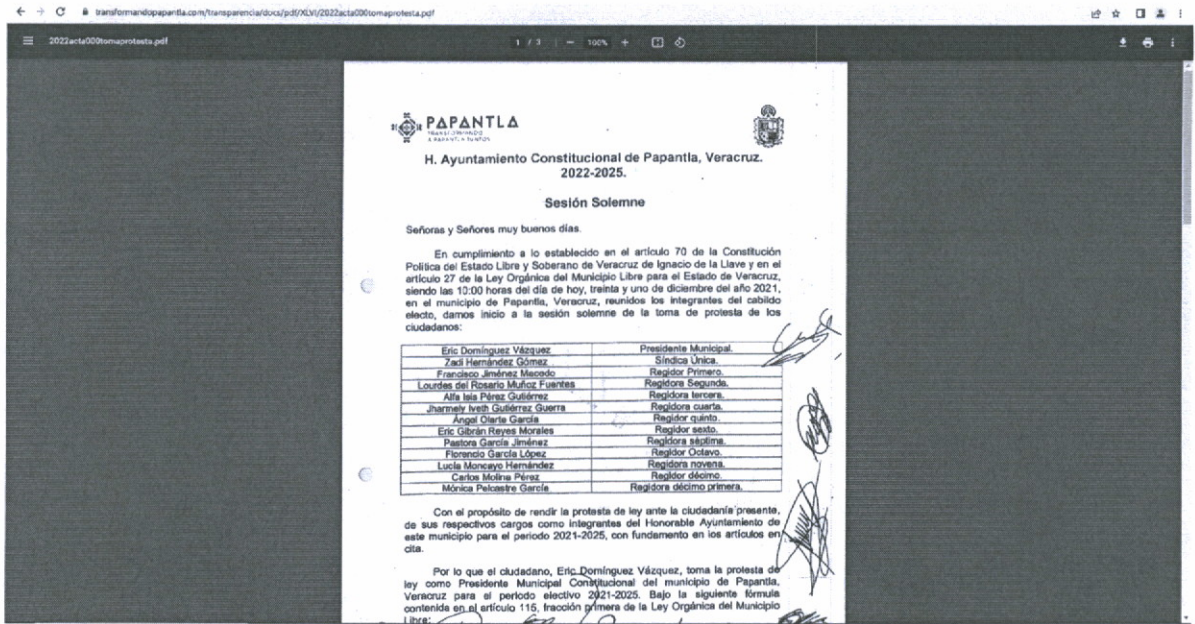 transformandopapantla.com/transparencia/docs/pdf/XLVI/2022acta000tomaprotesta.pdf
2022acta000tomaprotesta.pdf
1 / 3
100%
PAPANTLA
TRANSFORMANDO
A PAPANTLA JUNTOS
H. Ayuntamiento Constitucional de Papantla, Veracruz.
2022-2025.
Sesión Solemne
Señoras y Señores muy buenos días.
En cumplimiento a lo establecido en el artículo 70 de la Constitución
Política del Estado Libre y Soberano de Veracruz de Ignacio de la Llave y en el
artículo 27 de la Ley Orgánica del Municipio Libre para el Estado de Veracruz,
siendo las 10:00 horas del día de hoy, treinta y uno de diciembre del año 2021,
en el municipio de Papantla, Veracruz, reunidos los integrantes del cabildo
electo, damos inicio a la sesión solemne de la toma de protesta de los
ciudadanos:
Eric Domínguez Vázquez Presidente Municipal.
Zadi Hernández Gómez Síndica Única.
Francisco Jiménez Macedo Regidor Primero.
Lourdes del Rosario Muñoz Fuentes Regidora Segunda.
Alfa Isis Pérez Gutiérrez Regidora tercera.
Jharmely Iveth Gutiérrez Guerra Regidora cuarta.
Ángel Olarte García Regidor quinto.
Eric Gibrán Reyes Morales Regidor sexto.
Pastora García Jiménez Regidora séptima.
Florencio García López Regidor Octavo.
Lucía Moncayo Hernández Regidora novena.
Carlos Molina Pérez Regidor décimo.
Mónica Pelcastre García Regidora décimo primera.
Con el propósito de rendir la protesta de ley ante la ciudadanía presente,
de sus respectivos cargos como integrantes del Honorable Ayuntamiento de
este municipio para el periodo 2021-2025, con fundamento en los artículos en
cita.
Por lo que el ciudadano, Eric Domínguez Vázquez, toma la protesta de
ley como Presidente Municipal Constitucional del municipio de Papantla,
Veracruz para el periodo electivo 2021-2025. Bajo la siguiente fórmula
contenida en el artículo 115, fracción primera de la Ley Orgánica del Municipio
Libre: